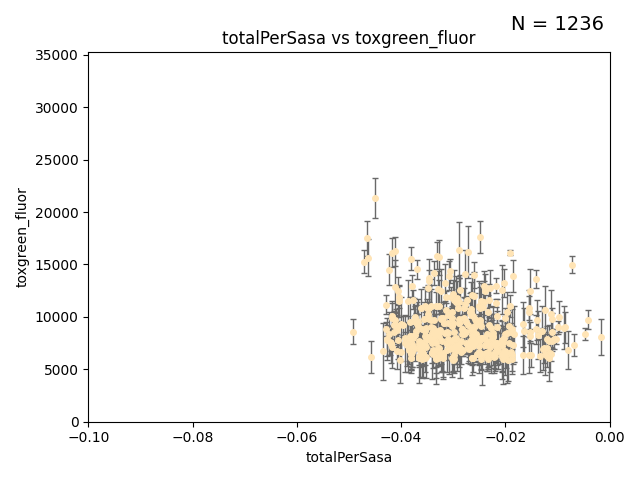 N = 1236
totalPerSasa vs toxgreen_fluor
35000
30000
25000
20000
15000
10000
5000
0
toxgreen_fluor
−0.10 −0.08 −0.06 −0.04 −0.02 0.00
totalPerSasa